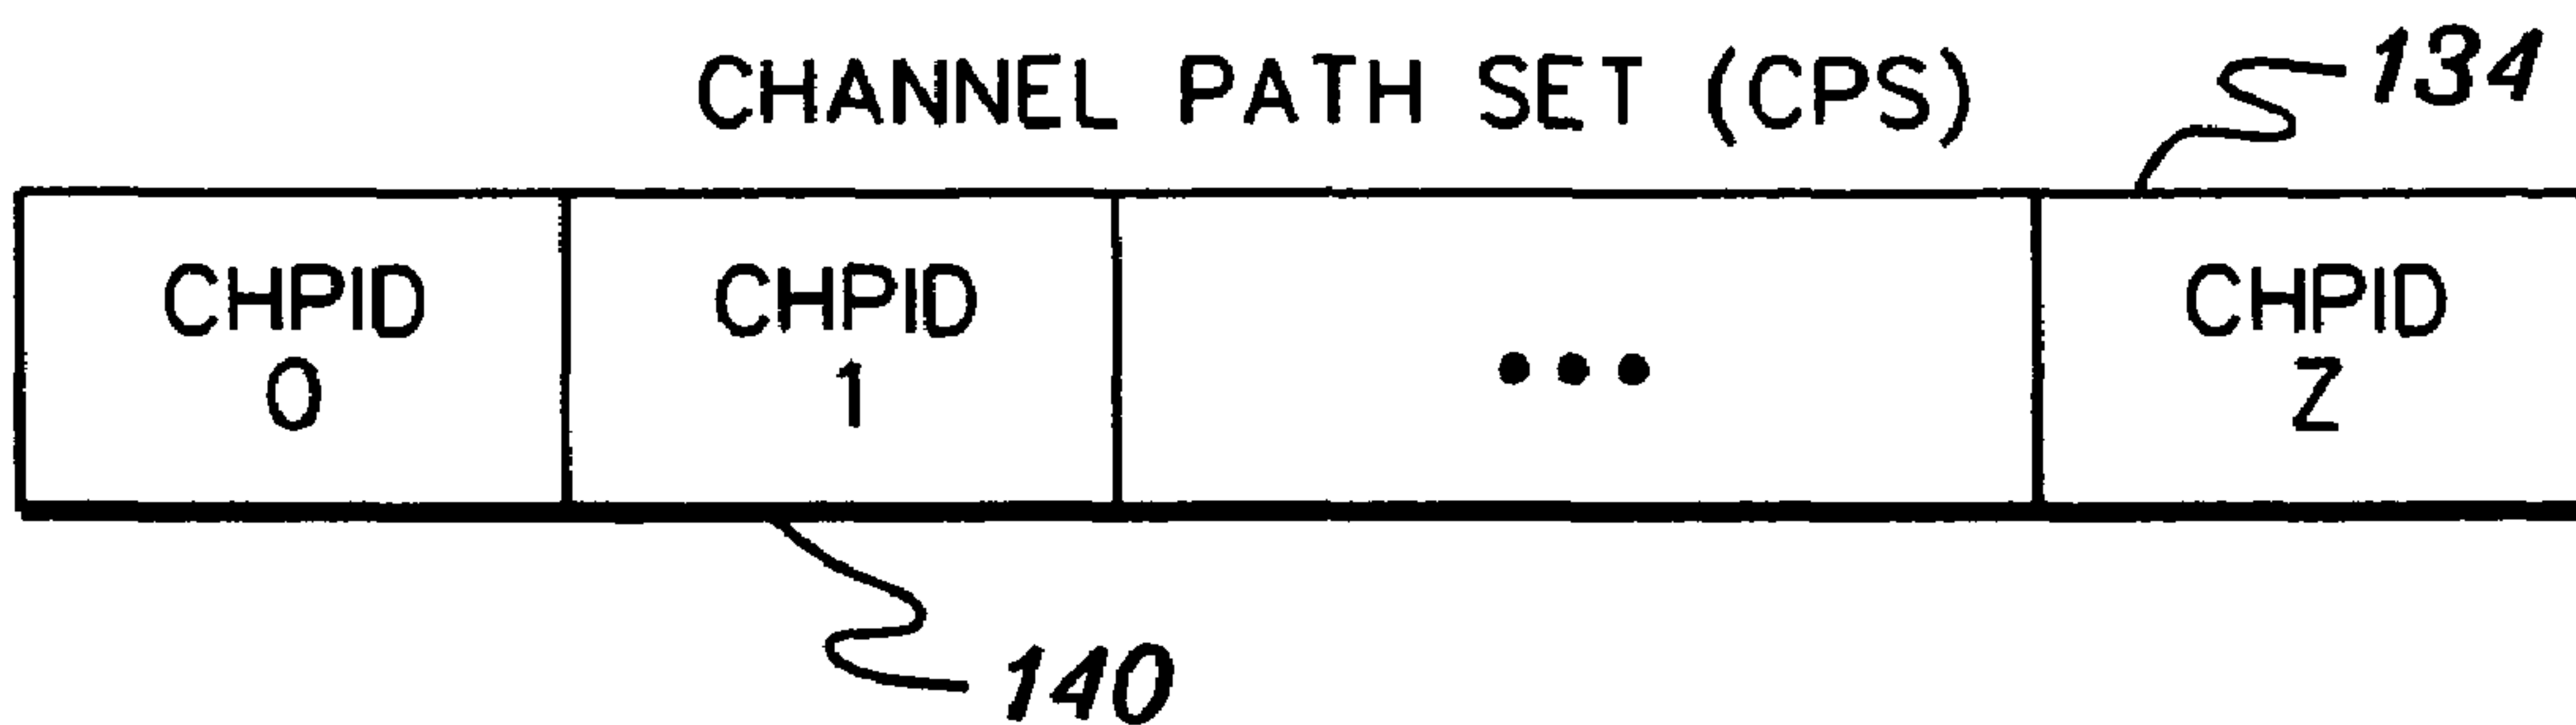 CHANNEL PATH SET (CPS)
134
CHPID
0
CHPID
1
•••
CHPID
Z
140